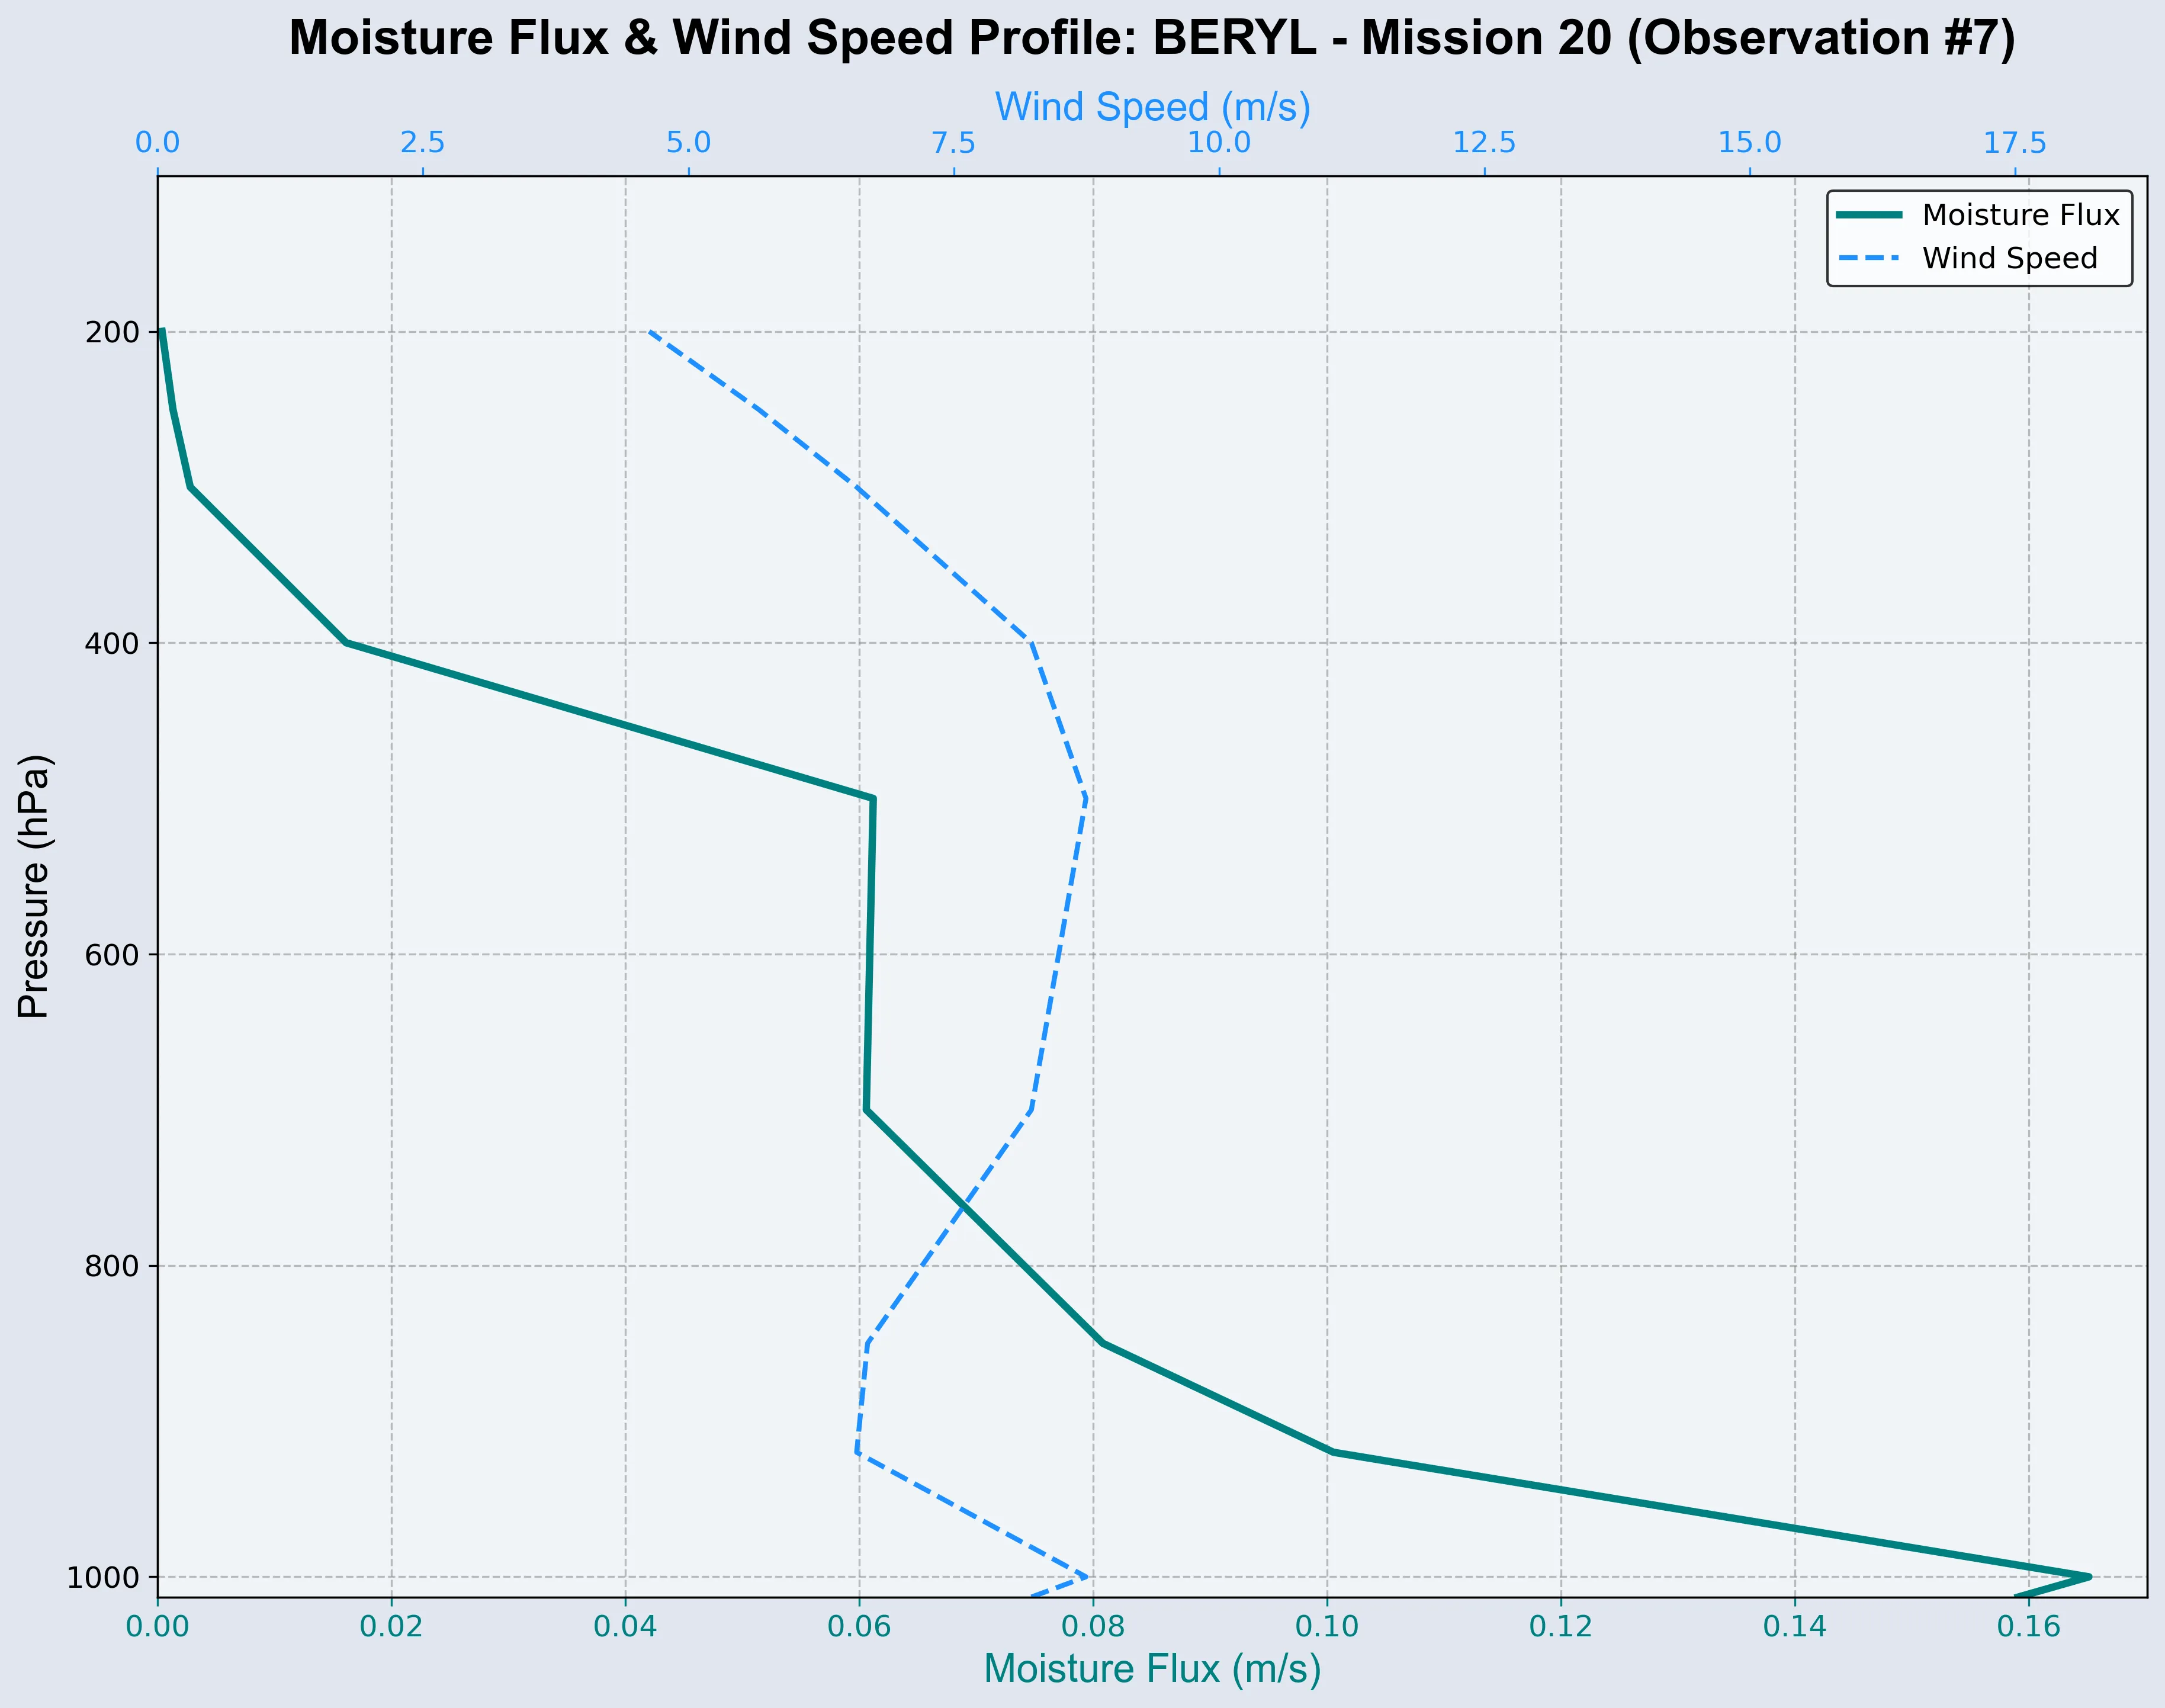 Moisture Flux & Wind Speed Profile: BERYL - Mission 20 (Observation #7)
Wind Speed (m/s)
0.0 2.5 5.0 7.5 10.0 12.5 15.0 17.5
Moisture Flux
Wind Speed
200
400
600
800
1000
Pressure (hPa)
0.00 0.02 0.04 0.06 0.08 0.10 0.12 0.14 0.16
Moisture Flux (m/s)